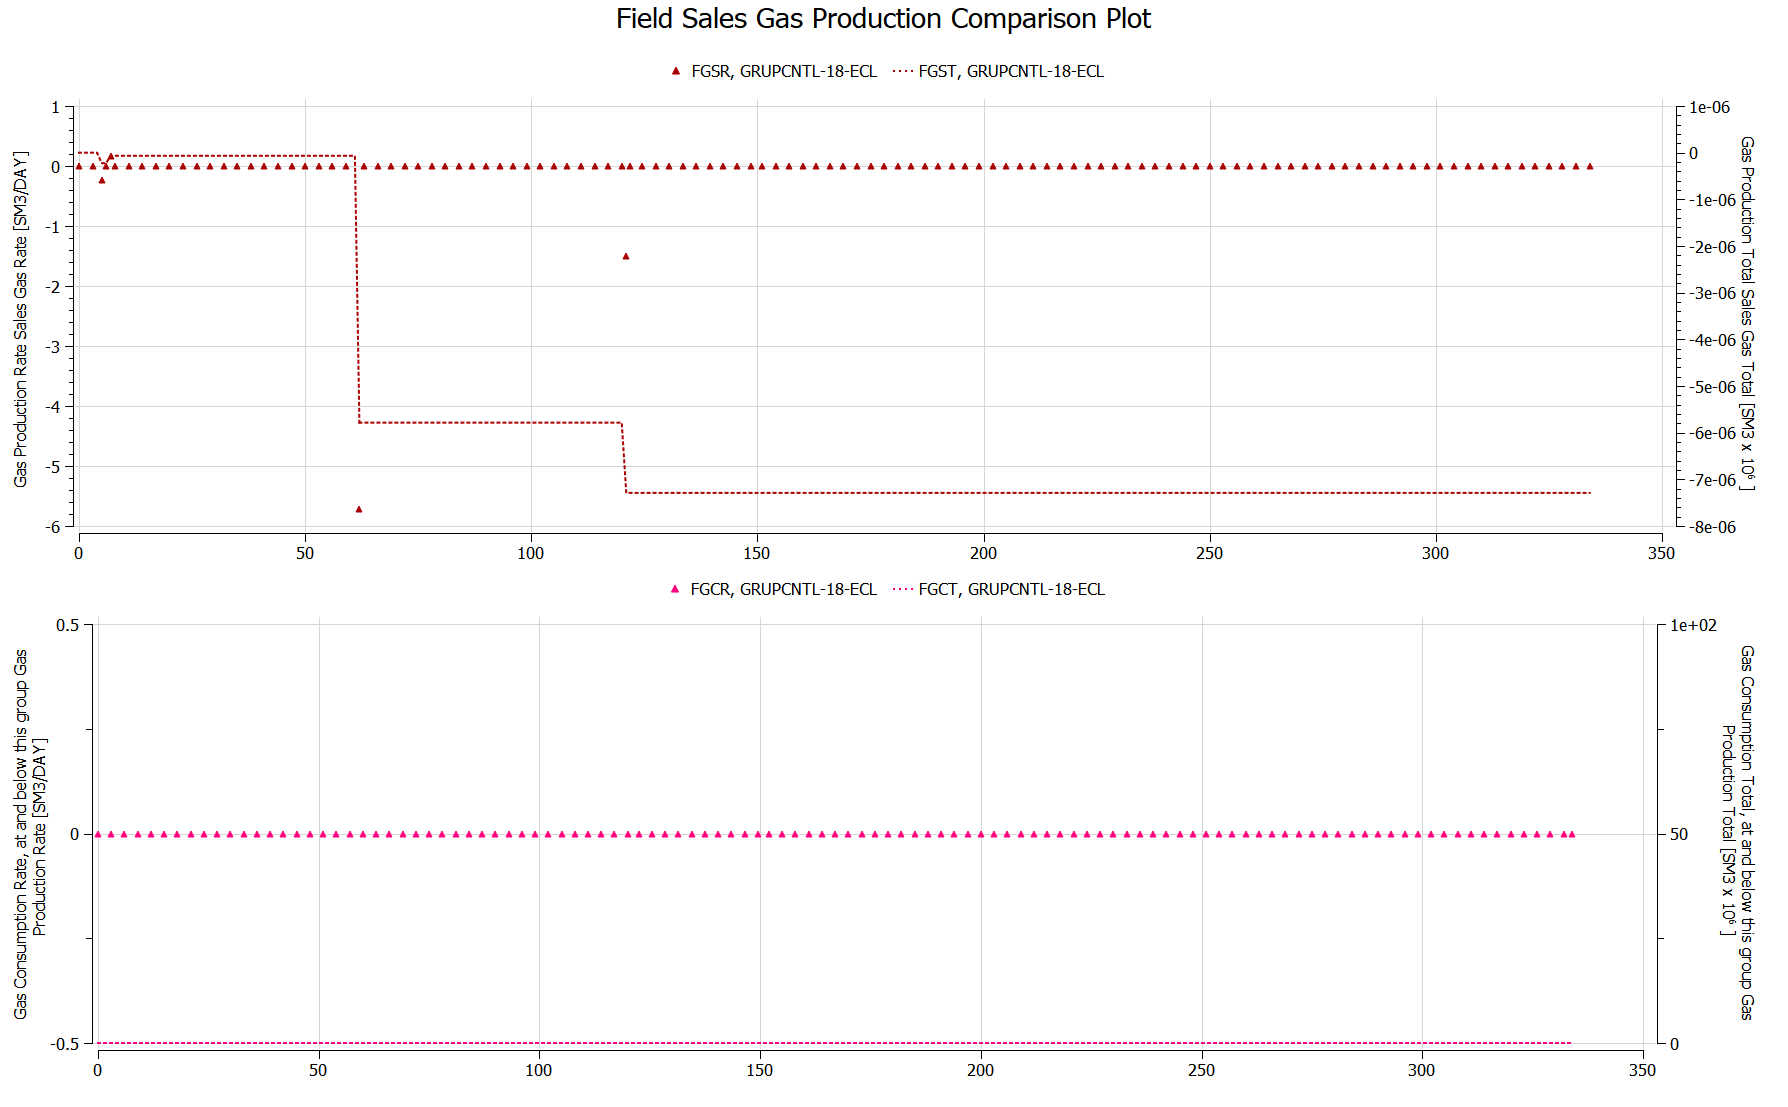 Field Sales Gas Production Comparison Plot
FGSR, GRUPCNTL-18-ECL FGST, GRUPCNTL-18-ECL
Gas Production Rate Sales Gas Rate [SM3/DAY]
1
0
-1
-2
-3
-4
-5
-6
1e-06
0
-1e-06
-2e-06
-3e-06
-4e-06
-5e-06
-6e-06
-7e-06
-8e-06
Gas Production Total Sales Gas Total [SM3 x 10⁶ ]
0 50 100 150 200 250 300 350
FGCR, GRUPCNTL-18-ECL FGCT, GRUPCNTL-18-ECL
Gas Consumption Rate, at and below this group Gas
Production Rate [SM3/DAY]
0.5
0
-0.5
1e+02
50
0
Gas Consumption Total, at and below this group Gas
Production Total [SM3 x 10⁶ ]
0 50 100 150 200 250 300 350